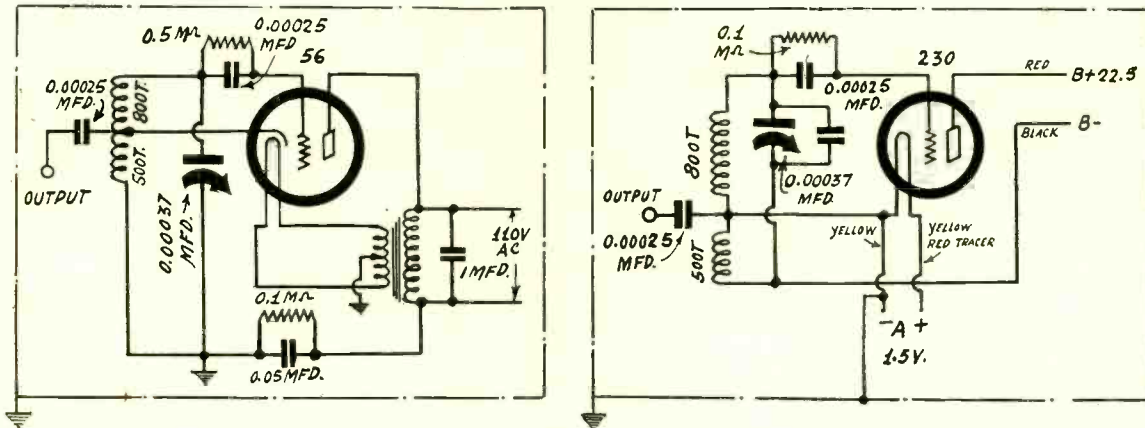 0.5 MΩ
0.00025
MFD
56
0.00025
MFD.
800T.
500T.
OUTPUT
0.00037
MFD.
110V
AC
1 MFD.
0.1 MΩ
0.05 MFD.
0.1
MΩ
230
0.00025
MFD.
RED
B+22.5
BLACK
B-
800T
0.00037
MFD.
OUTPUT
0.00025
MFD.
500T
YELLOW
YELLOW
RED TRACER
-A+
1.5V.